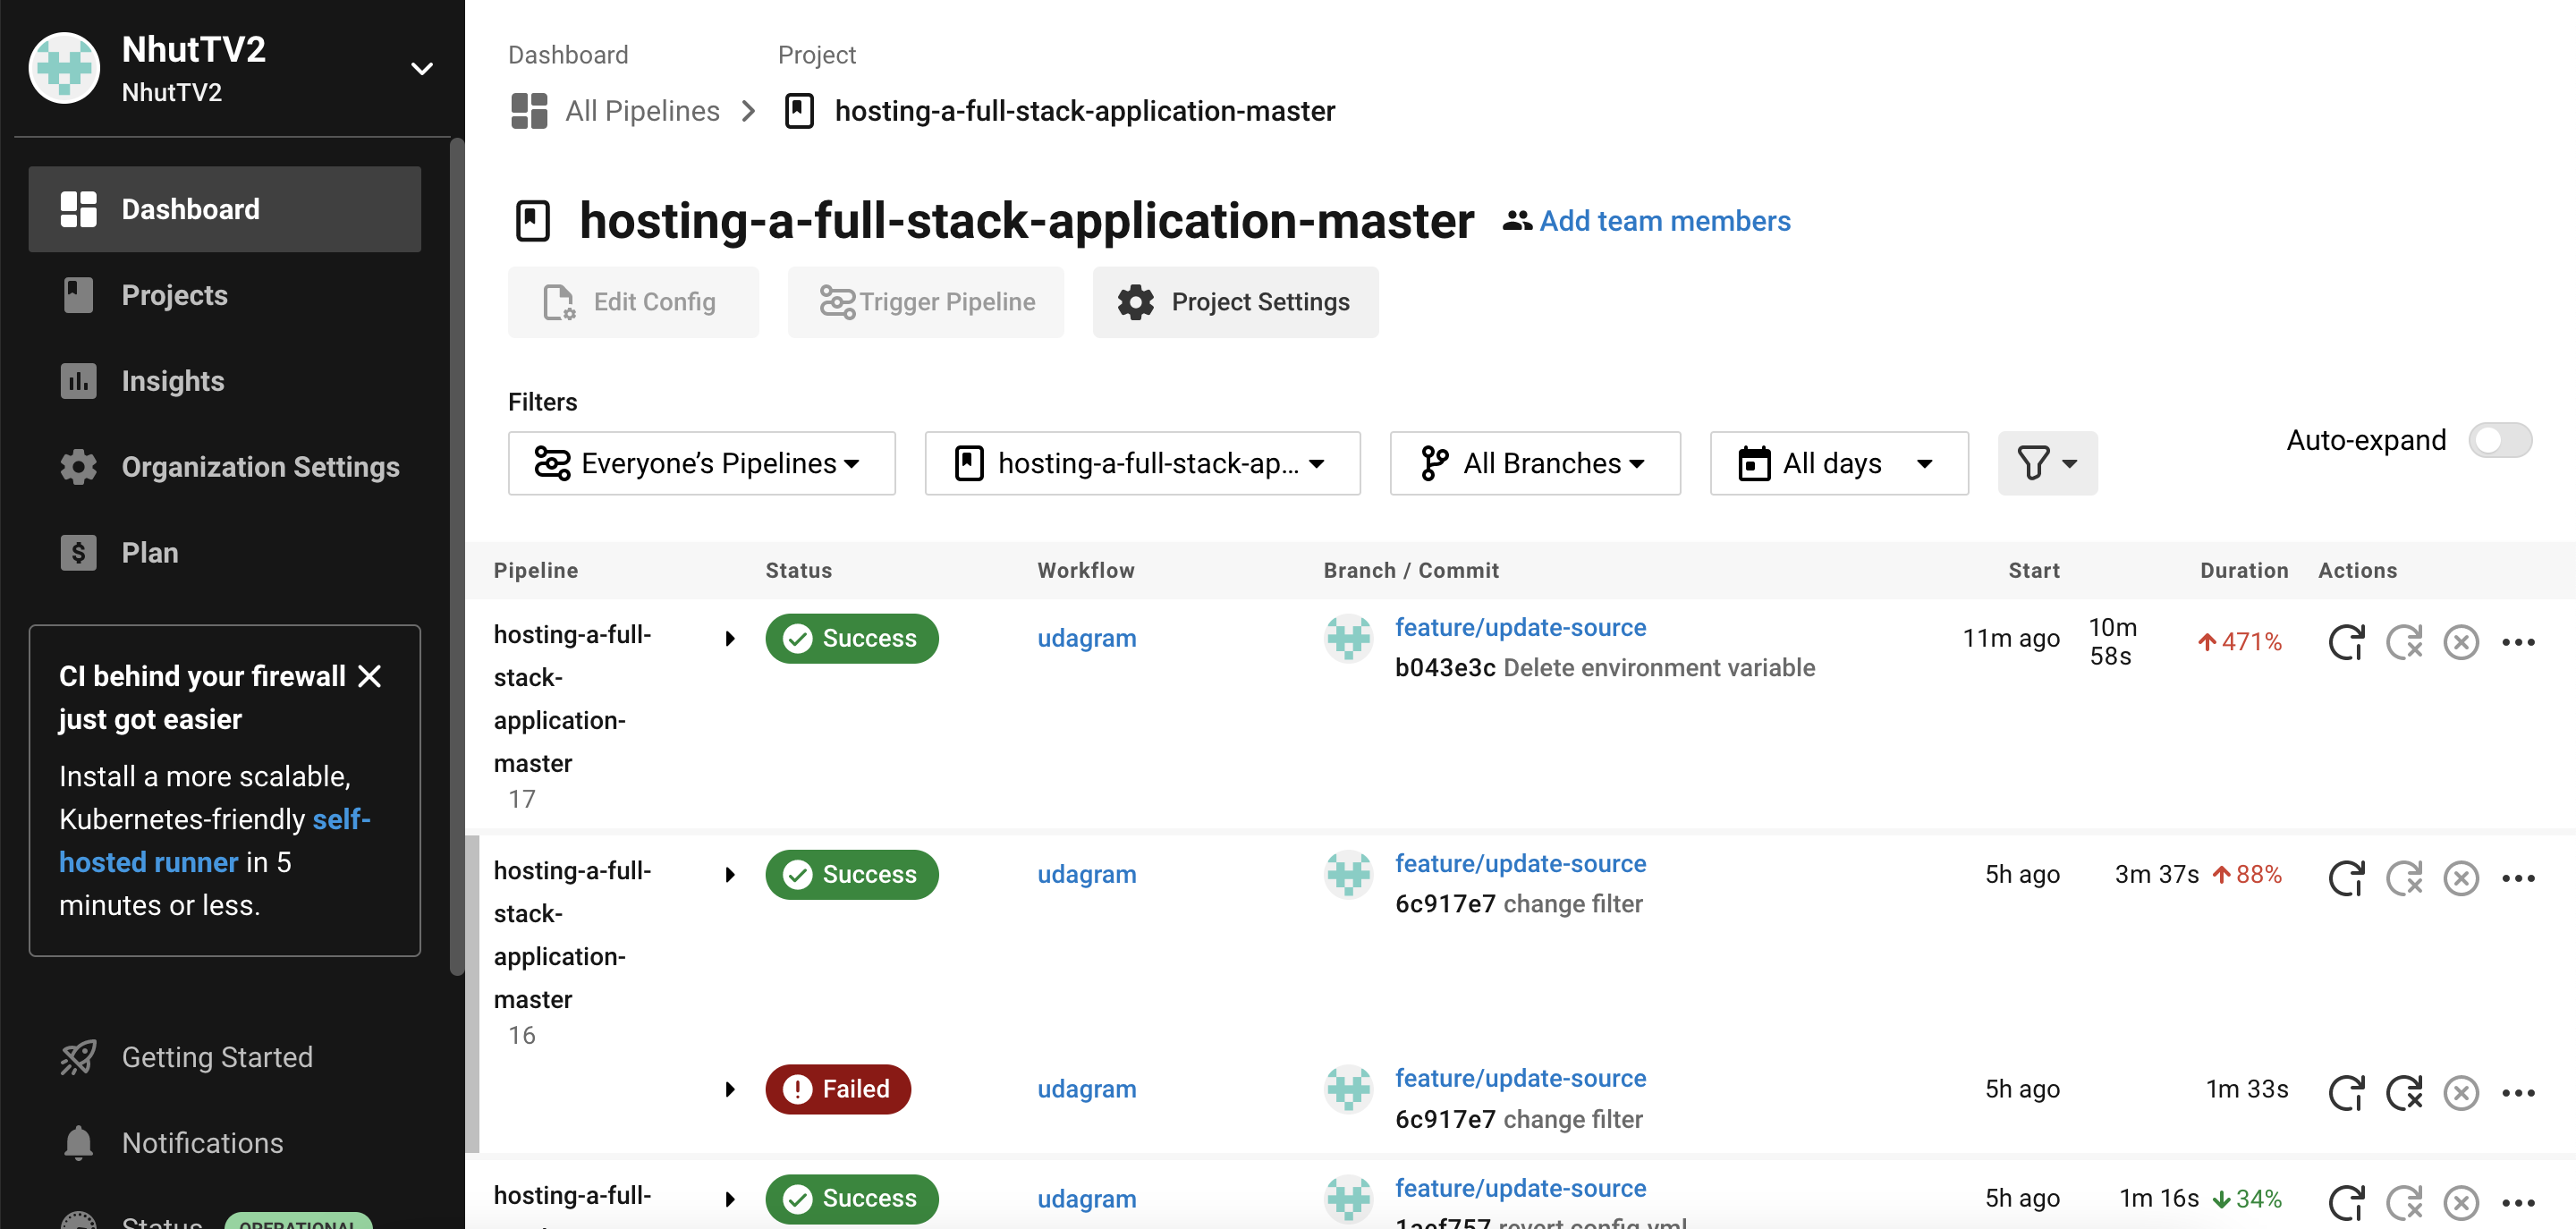 NhutTV2
NhutTV2
Dashboard
Projects
Insights
Organization Settings
Plan
CI behind your firewall
just got easier
Install a more scalable,
Kubernetes-friendly self-
hosted runner in 5
minutes or less.
Getting Started
Notifications
Status OPERATIONAL
Dashboard Project
All Pipelines hosting-a-full-stack-application-master
hosting-a-full-stack-application-master Add team members
Edit Config Trigger Pipeline Project Settings
Filters
Everyone’s Pipelines hosting-a-full-stack-ap... All Branches All days
Auto-expand
Pipeline Status Workflow Branch / Commit Start Duration Actions
hosting-a-full-
stack-
application-
master
17
Success udagram feature/update-source
b043e3c Delete environment variable
11m ago 10m
58s
471%
hosting-a-full-
stack-
application-
master
16
Success udagram feature/update-source
6c917e7 change filter
5h ago 3m 37s 88%
Failed udagram feature/update-source
6c917e7 change filter
5h ago 1m 33s
hosting-a-full-
Success udagram feature/update-source
1aef757 revert config.yml
5h ago 1m 16s 34%